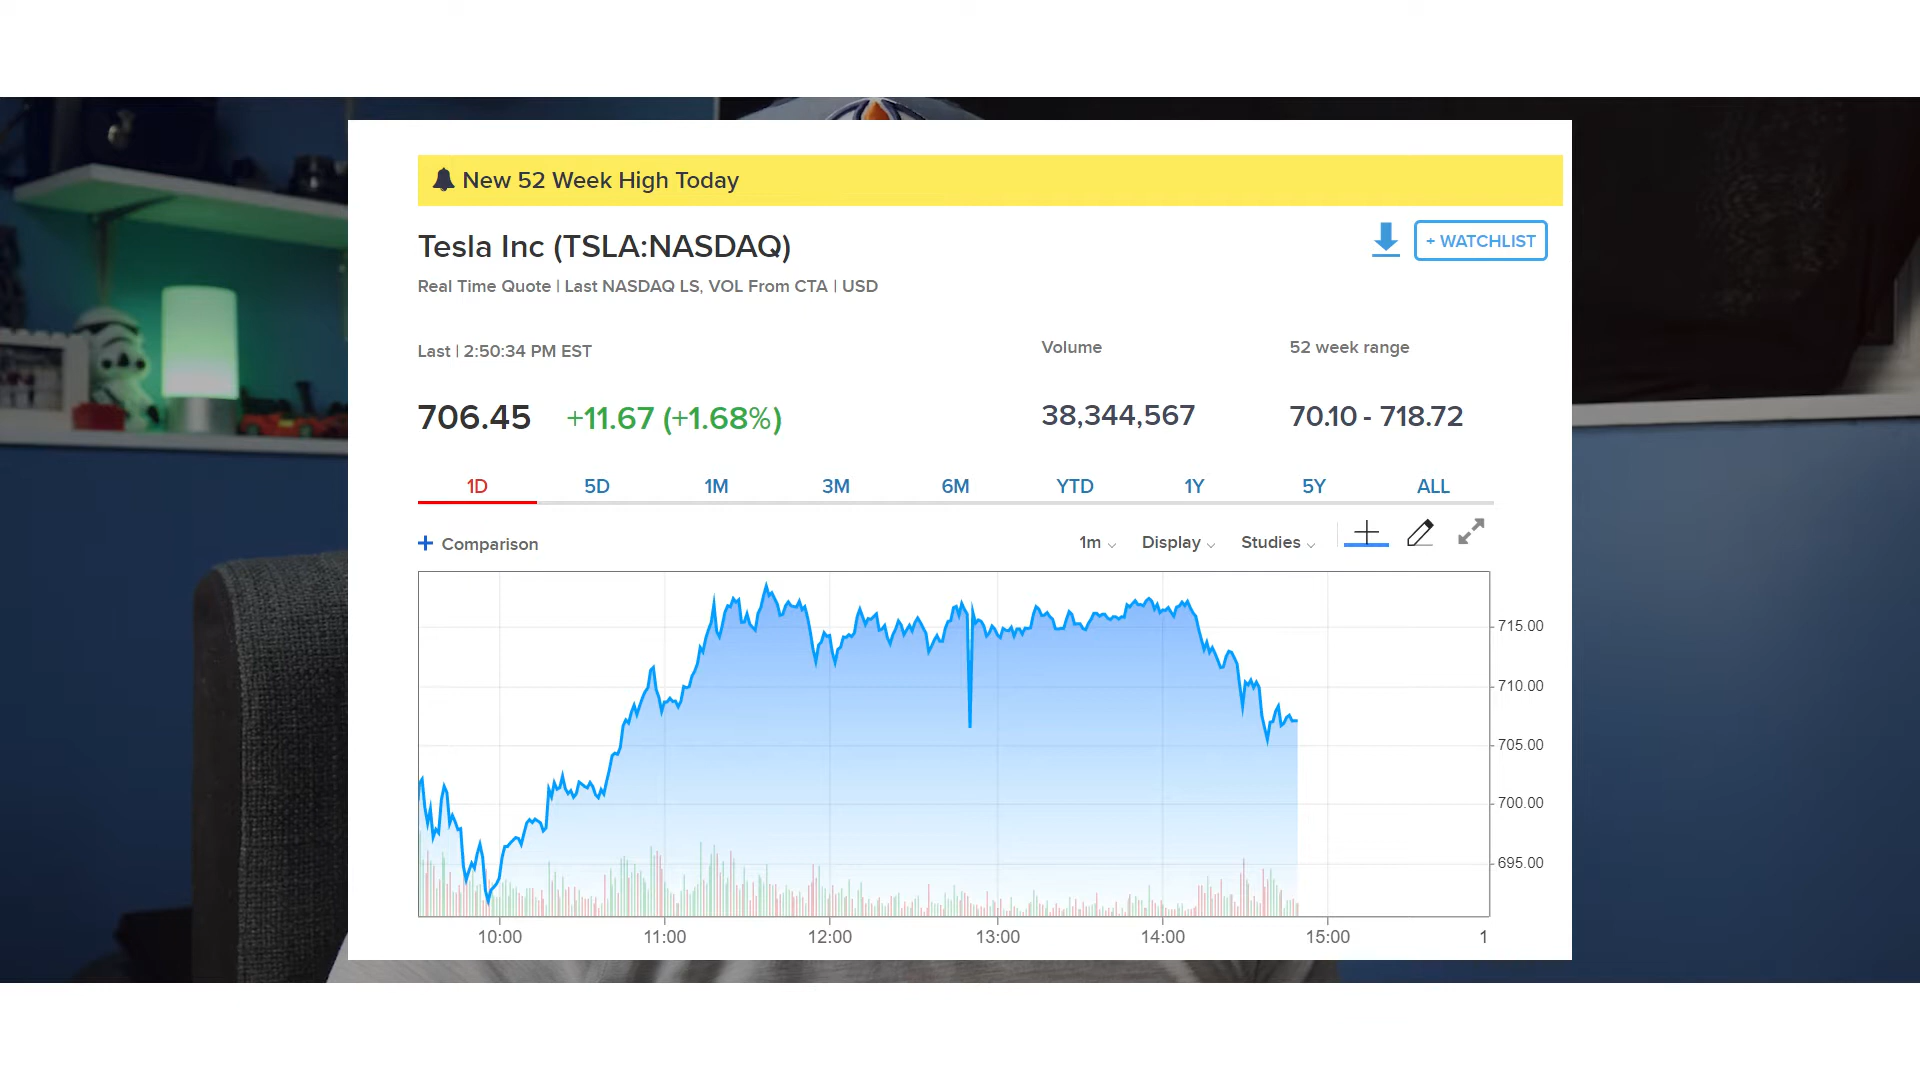 New 52 Week High Today
Tesla Inc (TSLA:NASDAQ)
+ WATCHLIST
Real Time Quote | Last NASDAQ LS, VOL From CTA | USD
Last | 2:50:34 PM EST
Volume
52 week range
706.45
+11.67 (+1.68%)
38,344,567
70.10 - 718.72
1D 5D 1M 3M 6M YTD 1Y 5Y ALL
+ Comparison
1m
Display
Studies
715.00
710.00
705.00
700.00
695.00
10:00 11:00 12:00 13:00 14:00 15:00 1